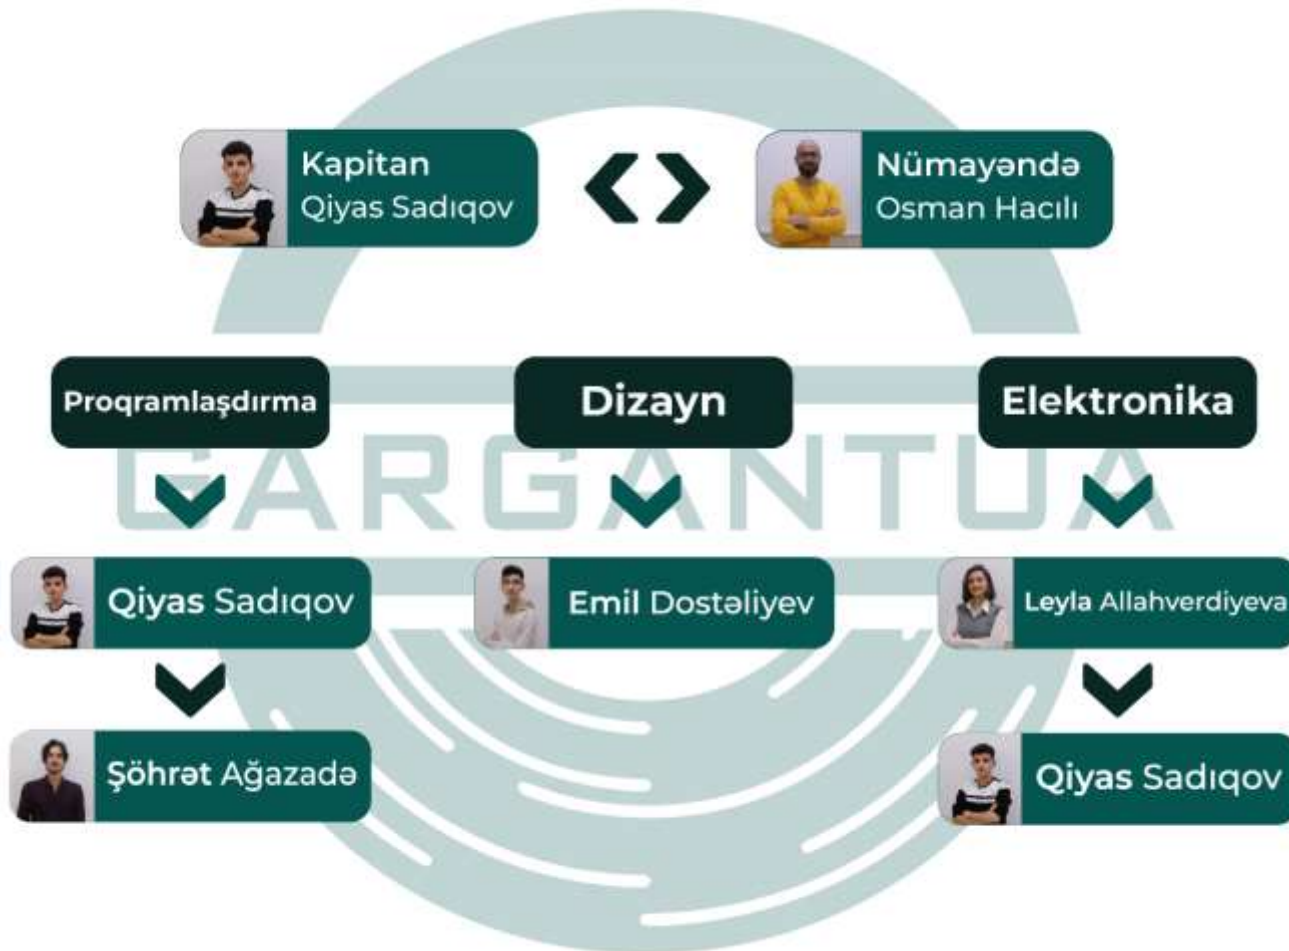 Kapitan
Qiyas Sadıqov
Nümayəndə
Osman Hacılı
Proqramlaşdırma
Dizayn
Elektronika
GARGANTUA
Qiyas Sadıqov
Emil Dostəliyev
Leyla Allahverdiyeva
Şöhrət Ağazadə
Qiyas Sadıqov